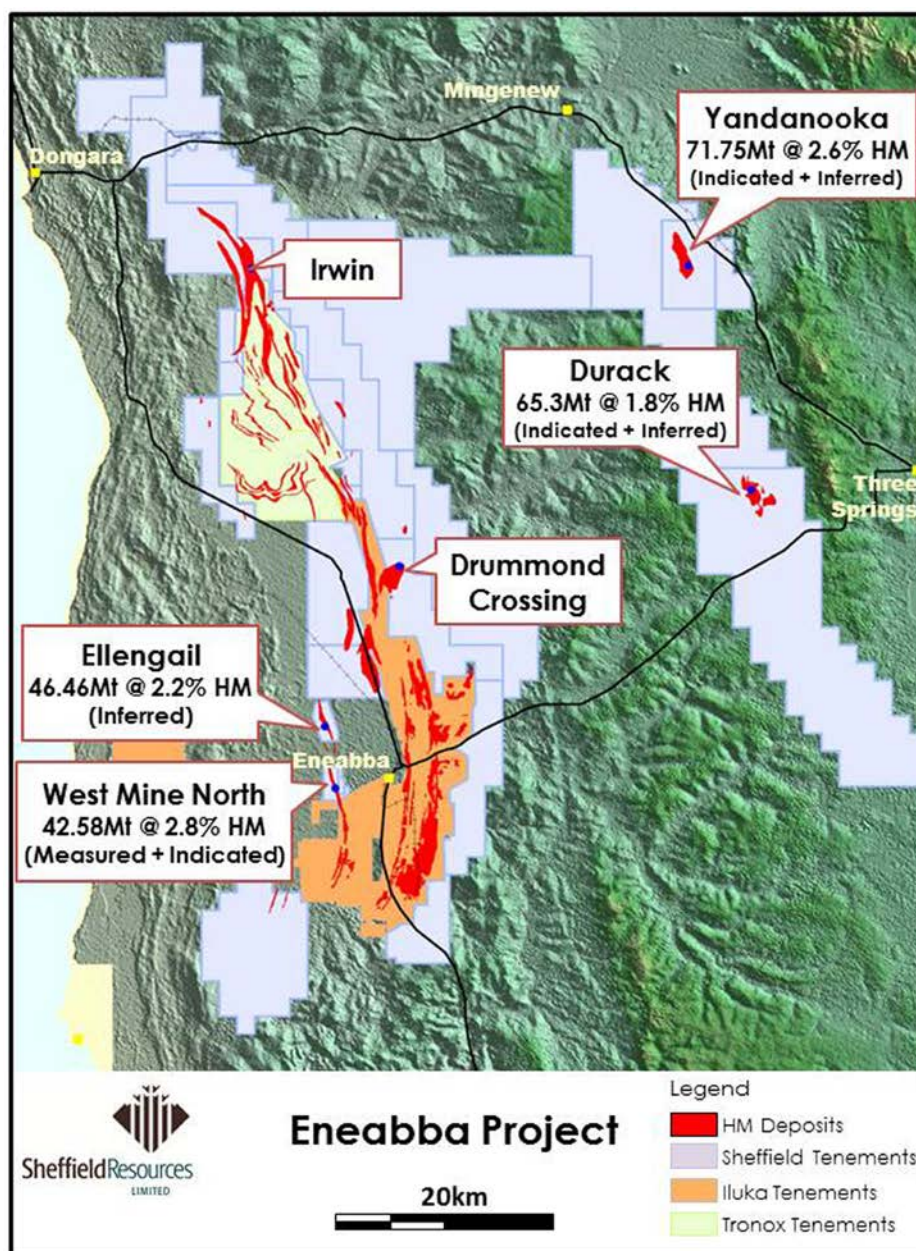 Mingenew
Dongara
Yandanooka
71.75Mt @ 2.6% HM
(Indicated + Inferred)
Irwin
Durack
65.3Mt @ 1.8% HM
(Indicated + Inferred)
Three
Springs
Drummond
Crossing
Ellengail
46.46Mt @ 2.2% HM
(Inferred)
Eneabba
West Mine North
42.58Mt @ 2.8% HM
(Measured + Indicated)
SheffieldResources
LIMITED
Eneabba Project
20km
Legend
HM Deposits
Sheffield Tenements
Iluka Tenements
Tronox Tenements